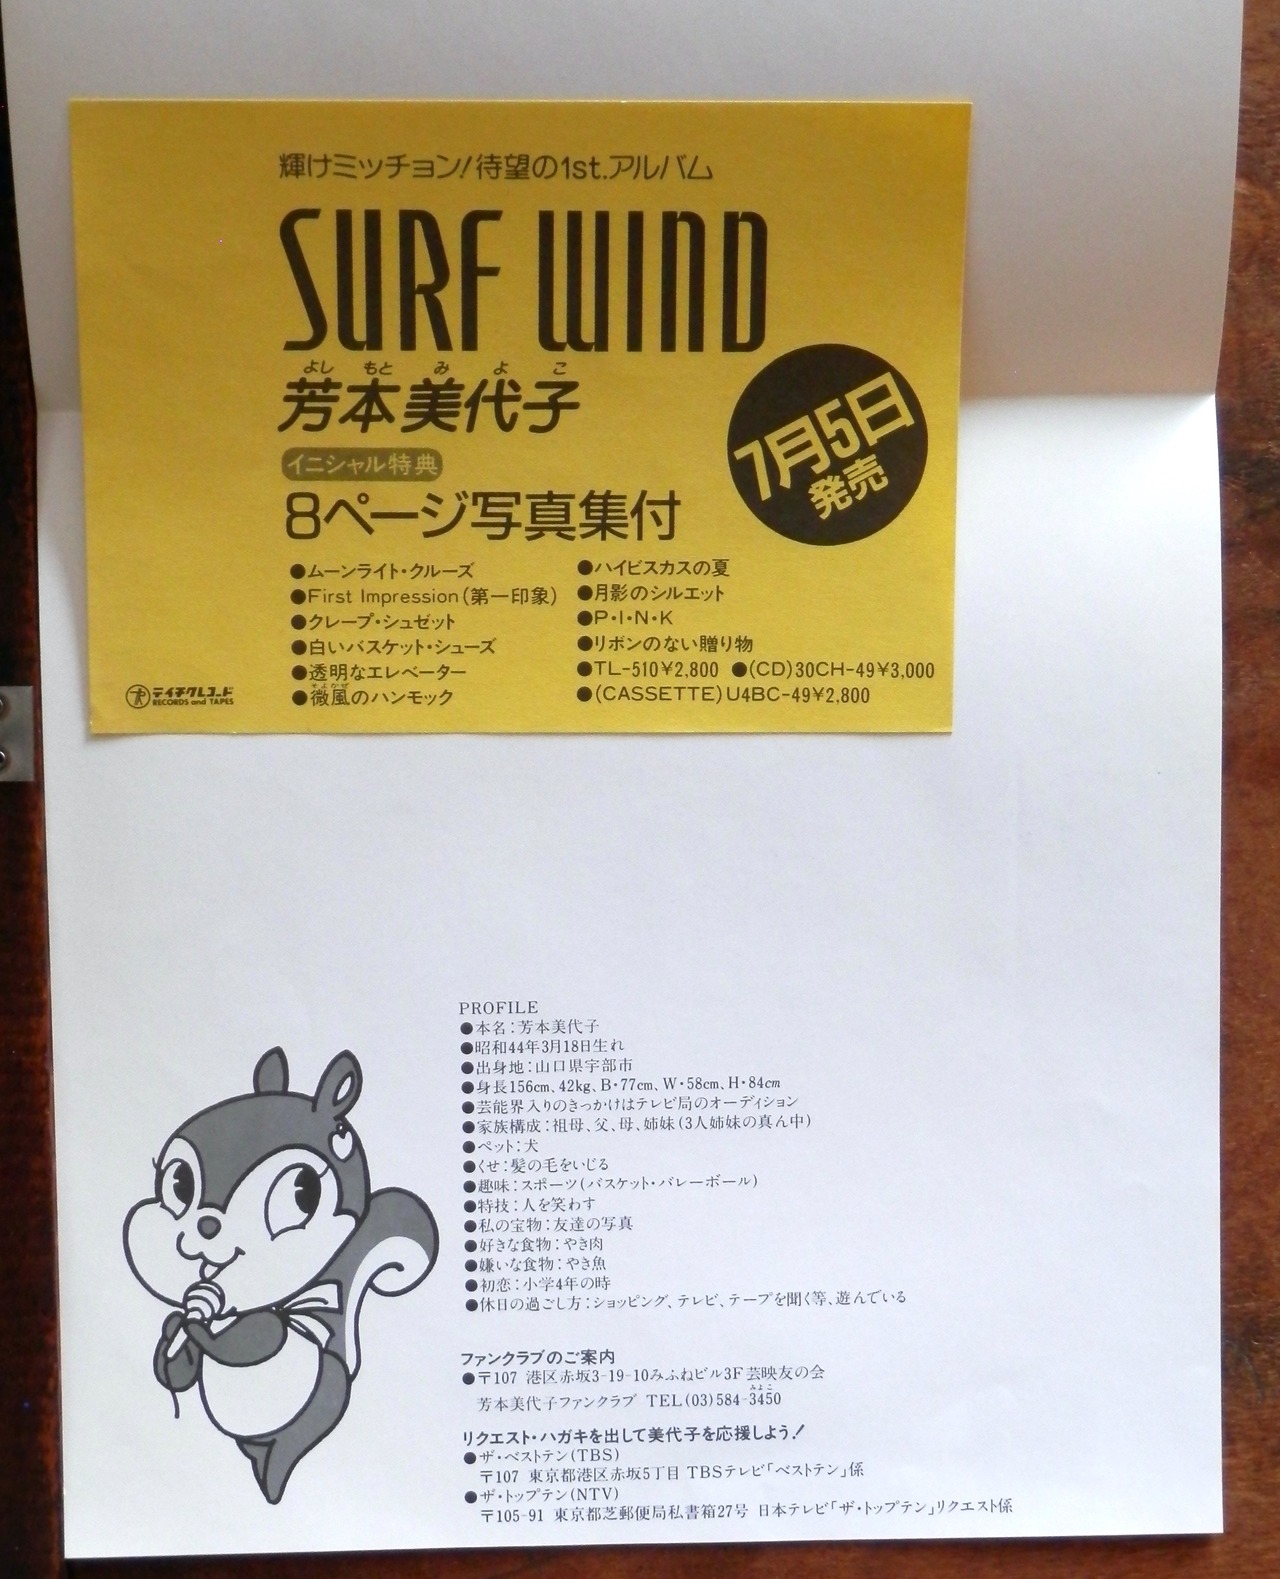 輝けミッチョン!待望の1st.アルバム
SURF WIND
よし もと み よ こ
芳本美代子
イニシャル特典
8ページ写真集付
7月5日
発売
●ムーンライト・クルーズ
●First Impression(第一印象)
●クレープ・シュゼット
●白いバスケット・シューズ
●透明なエレベーター
そよかぜ
●微風のハンモック
●ハイビスカスの夏
●月影のシルエット
●P・I・N・K
●リボンのない贈り物
●TL-510¥2,800 ●(CD)30CH-49¥3,000
●(CASSETTE)U4BC-49¥2,800
テイチクレコード
RECORDS and TAPES
PROFILE
●本名:芳本美代子
●昭和44年3月18日生れ
●出身地:山口県宇部市
●身長156cm、42kg、B・77cm、W・58cm、H・84cm
●芸能界入りのきっかけはテレビ局のオーディション
●家族構成:祖母、父、母、姉妹(3人姉妹の真ん中)
●ペット:犬
●くせ:髪の毛をいじる
●趣味:スポーツ(バスケット・バレーボール)
●特技:人を笑わす
●私の宝物:友達の写真
●好きな食物:やき肉
●嫌いな食物:やき魚
●初恋:小学4年の時
●休日の過ごし方:ショッピング、テレビ、テープを聞く等、遊んでいる
ファンクラブのご案内
●〒107 港区赤坂3-19-10みふねビル3F芸映友の会
みよこ
芳本美代子ファンクラブ TEL(03)584-3450
リクエスト・ハガキを出して美代子を応援しよう!
●ザ・ベストテン(TBS)
〒107 東京都港区赤坂5丁目 TBSテレビ「ベストテン」係
●ザ・トップテン(NTV)
〒105-91 東京都芝郵便局私書箱27号 日本テレビ「ザ・トップテン」リクエスト係